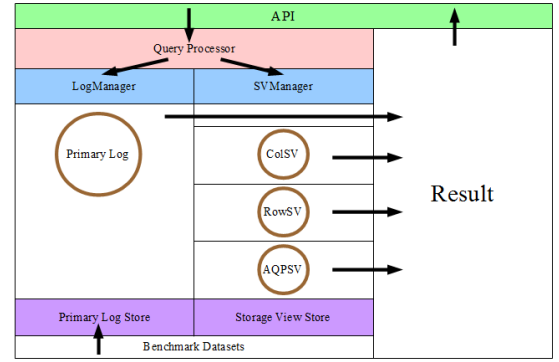 API
Query Processor
LogManager
SVManager
Primary Log
ColSV
RowSV
AQPSV
Result
Primary Log Store
Storage View Store
Benchmark Datasets